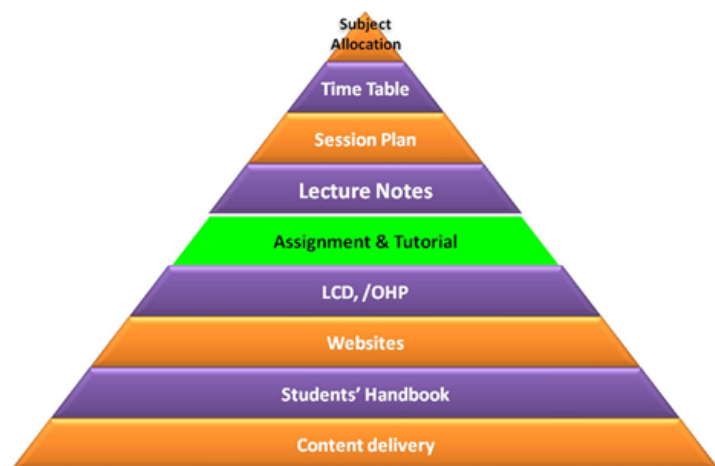 Subject
Allocation
Time Table
Session Plan
Lecture Notes
Assignment & Tutorial
LCD, /OHP
Websites
Students’ Handbook
Content delivery